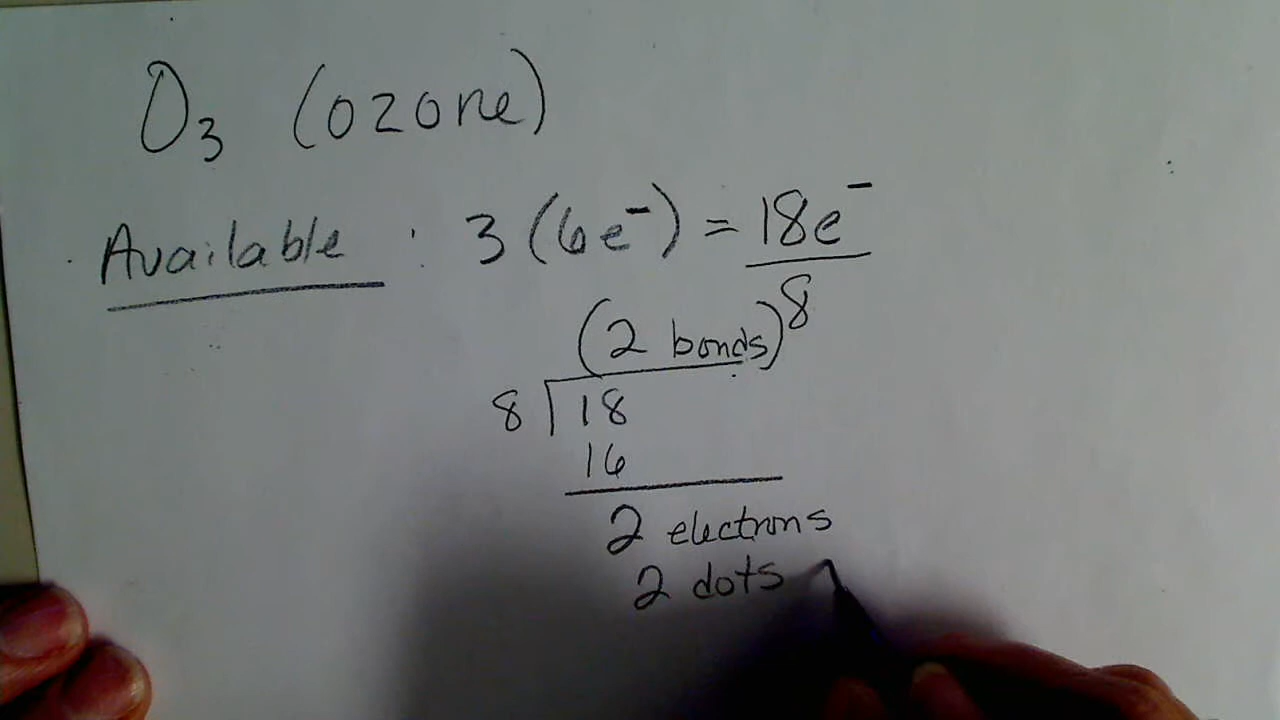 O₃ (ozone)
Available : 3 (6e⁻) = 18e⁻
8
(2 bonds)
8 18
16
2 electrons
2 dots